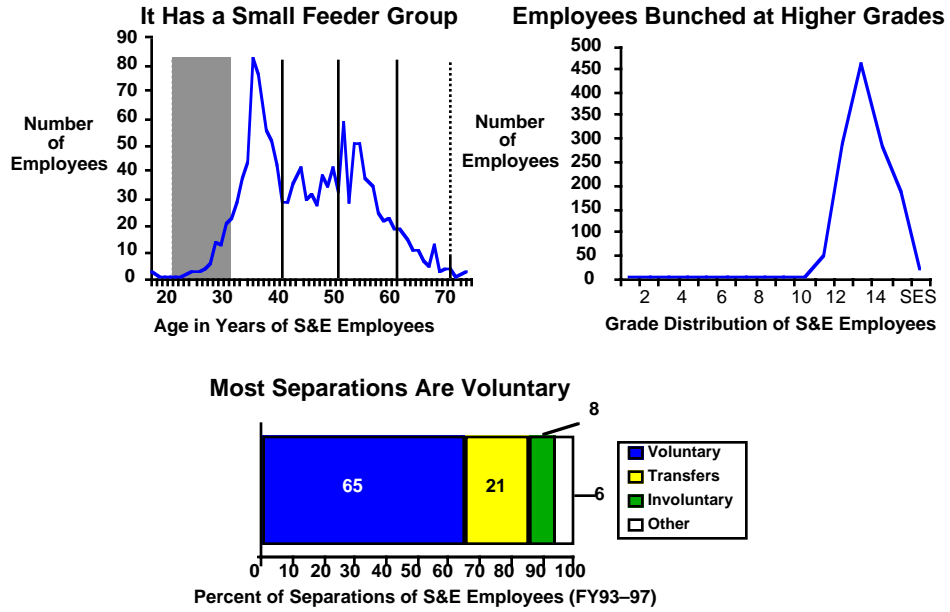 It Has a Small Feeder Group
90
80
70
60
50
40
30
20
10
0
Number
of
Employees
20 30 40 50 60 70
Age in Years of S&E Employees
Employees Bunched at Higher Grades
500
450
400
350
300
250
200
150
100
50
0
Number
of
Employees
2 4 6 8 10 12 14 SES
Grade Distribution of S&E Employees
Most Separations Are Voluntary
8
65 21
6
Voluntary
Transfers
Involuntary
Other
0 10 20 30 40 50 60 70 80 90 100
Percent of Separations of S&E Employees (FY93–97)